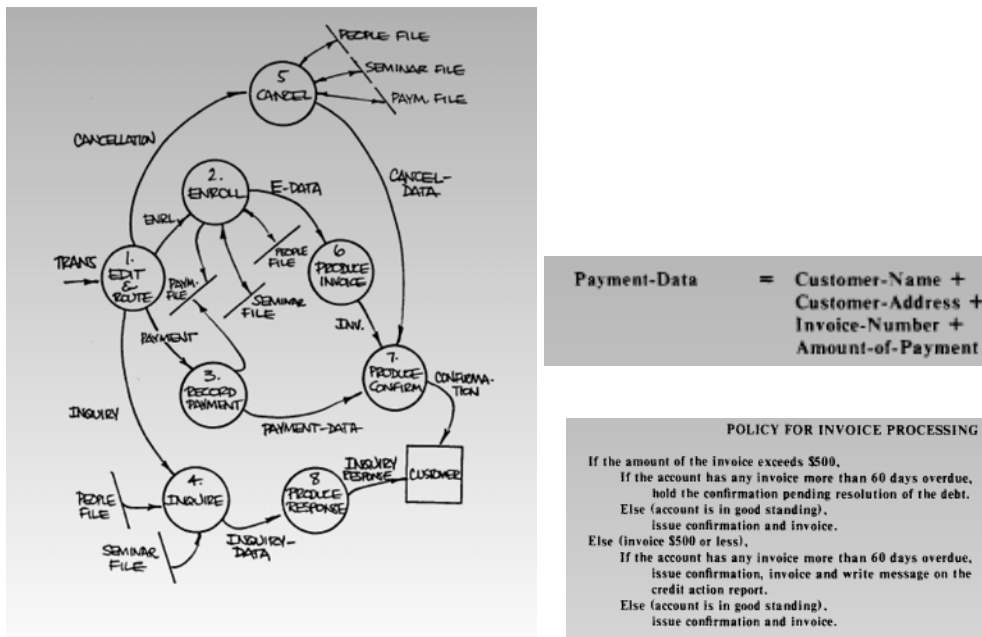 PEOPLE FILE
5
CANCEL
SEMINAR FILE
PAYM. FILE
CANCELLATION
2.
ENROLL
E-DATA
CANCEL-
DATA
ENRL.
TRANS
1.
EDIT
&
ROUTE
PAYM.
FILE
PEOPLE
FILE
SEMINAR
FILE
6
PRODUCE
INVOICE
INV.
PAYMENT
3.
RECORD
PAYMENT
7.
PRODUCE
CONFIRM
CONFIRMA-
TION
PAYMENT-DATA
INQUIRY
PEOPLE
FILE
4.
INQUIRE
8
PRODUCE
RESPONSE
INQUIRY
RESPONSE
CUSTOMER
SEMINAR
FILE
INQUIRY-
DATA
Payment-Data = Customer-Name +
Customer-Address +
Invoice-Number +
Amount-of-Payment
POLICY FOR INVOICE PROCESSING
If the amount of the invoice exceeds $500,
If the account has any invoice more than 60 days overdue,
hold the confirmation pending resolution of the debt.
Else (account is in good standing),
issue confirmation and invoice.
Else (invoice $500 or less),
If the account has any invoice more than 60 days overdue,
issue confirmation, invoice and write message on the
credit action report.
Else (account is in good standing),
issue confirmation and invoice.